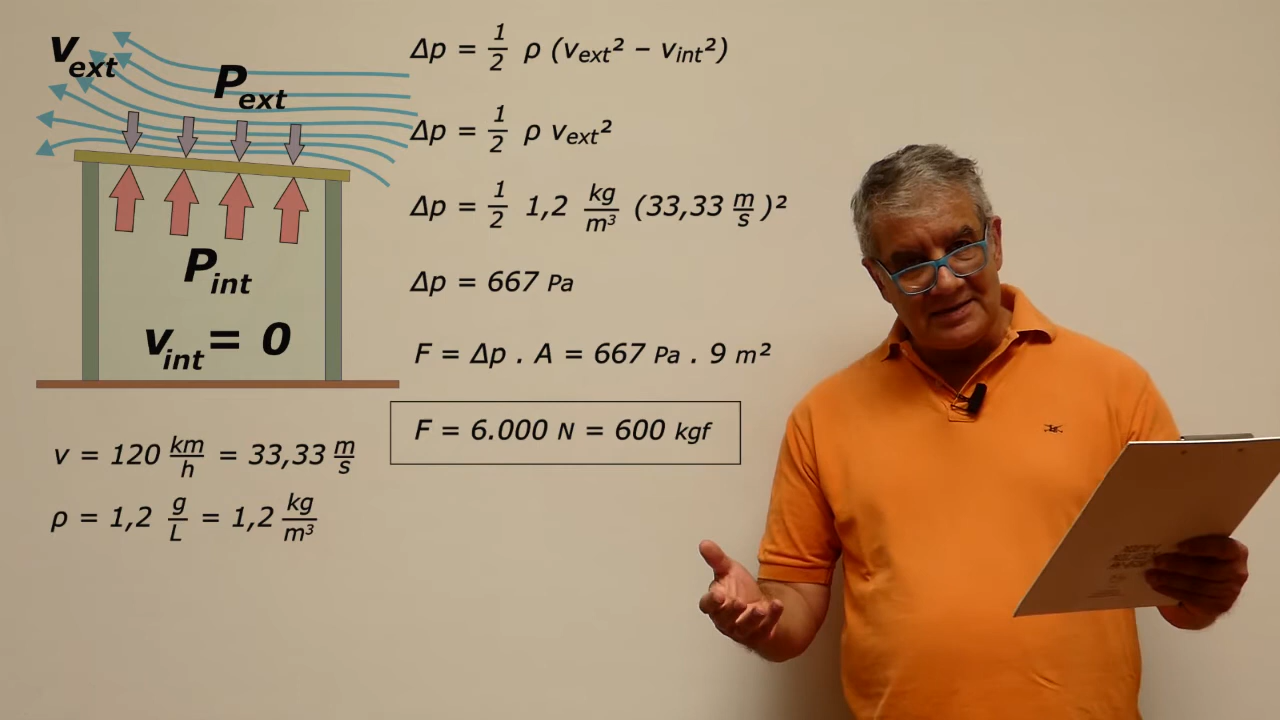 v_ext
P_ext
P_int
v_int = 0
v = 120 km/h = 33,33 m/s
ρ = 1,2 g/L = 1,2 kg/m³
Δp = 1/2 ρ (v_ext² – v_int²)
Δp = 1/2 ρ v_ext²
Δp = 1/2 1,2 kg/m³ (33,33 m/s )²
Δp = 667 Pa
F = Δp . A = 667 Pa . 9 m²
F = 6.000 N = 600 kgf